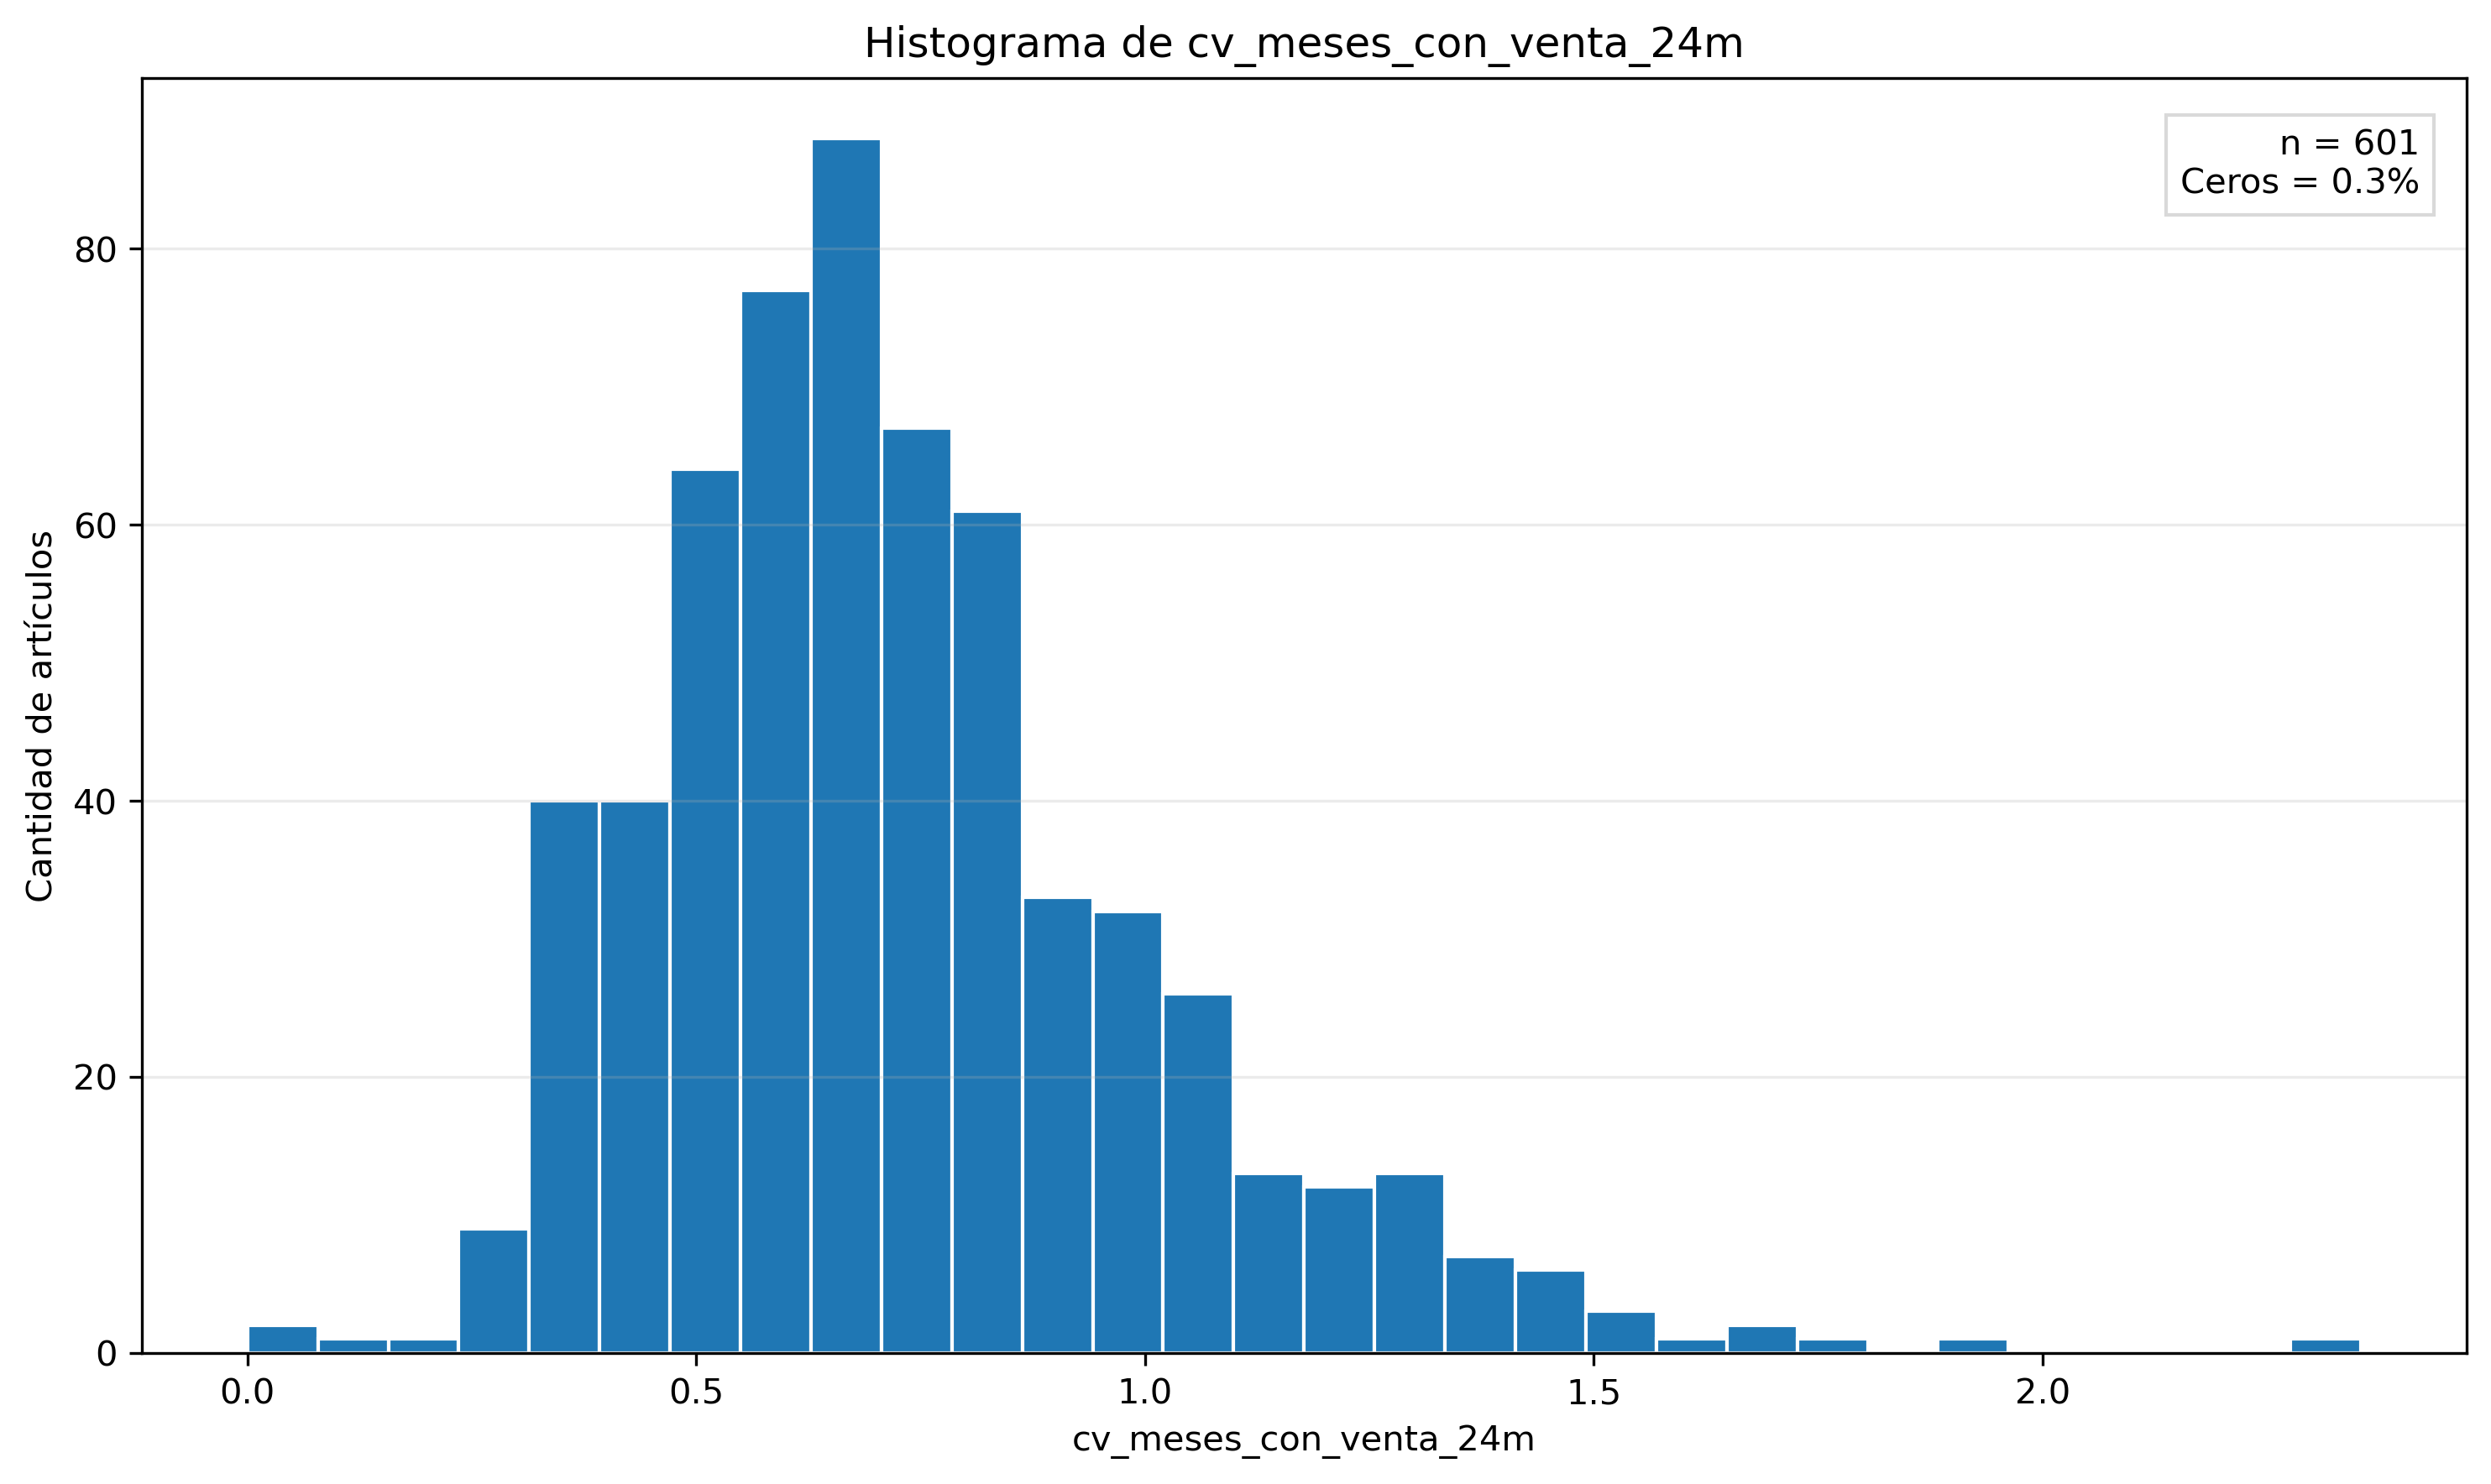 Histograma de cv_meses_con_venta_24m
n = 601
Ceros = 0.3%
Cantidad de artículos
80
60
40
20
0
0.0 0.5 1.0 1.5 2.0
cv_meses_con_venta_24m